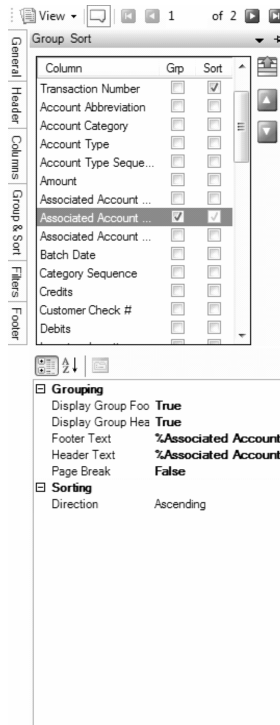 View 1 of 2
Group Sort
General
Header
Columns
Group & Sort
Filters
Footer
Column Grp Sort
Transaction Number
Account Abbreviation
Account Category
Account Type
Account Type Seque...
Amount
Associated Account ...
Associated Account ...
Associated Account ...
Batch Date
Category Sequence
Credits
Customer Check #
Debits
Grouping
Display Group Foo True
Display Group Hea True
Footer Text %Associated Account
Header Text %Associated Account
Page Break False
Sorting
Direction Ascending